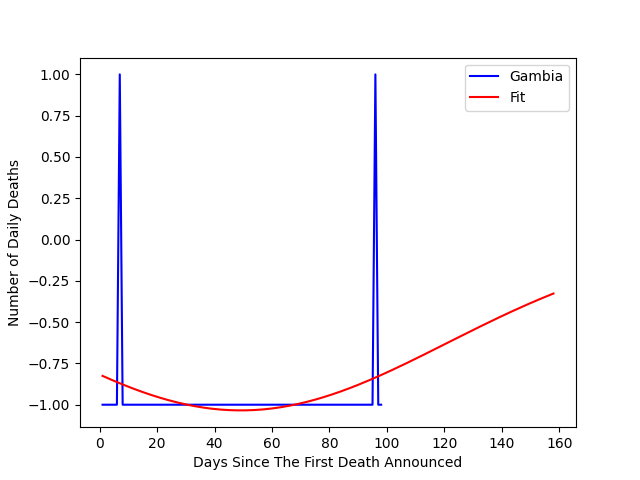 Gambia
Fit
1.00
0.75
0.50
0.25
0.00
−0.25
−0.50
−0.75
−1.00
Number of Daily Deaths
0 20 40 60 80 100 120 140 160
Days Since The First Death Announced